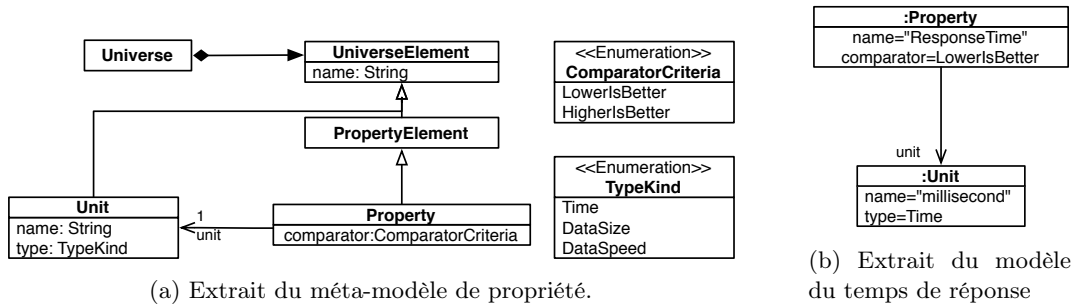 Universe
UniverseElement
name: String
<<Enumeration>>
ComparatorCriteria
LowerIsBetter
HigherIsBetter
PropertyElement
<<Enumeration>>
TypeKind
Time
DataSize
DataSpeed
Unit
name: String
type: TypeKind
1
unit
Property
comparator:ComparatorCriteria
(a) Extrait du méta-modèle de propriété.
:Property
name="ResponseTime"
comparator=LowerIsBetter
unit
:Unit
name="millisecond"
type=Time
(b) Extrait du modèle
du temps de réponse